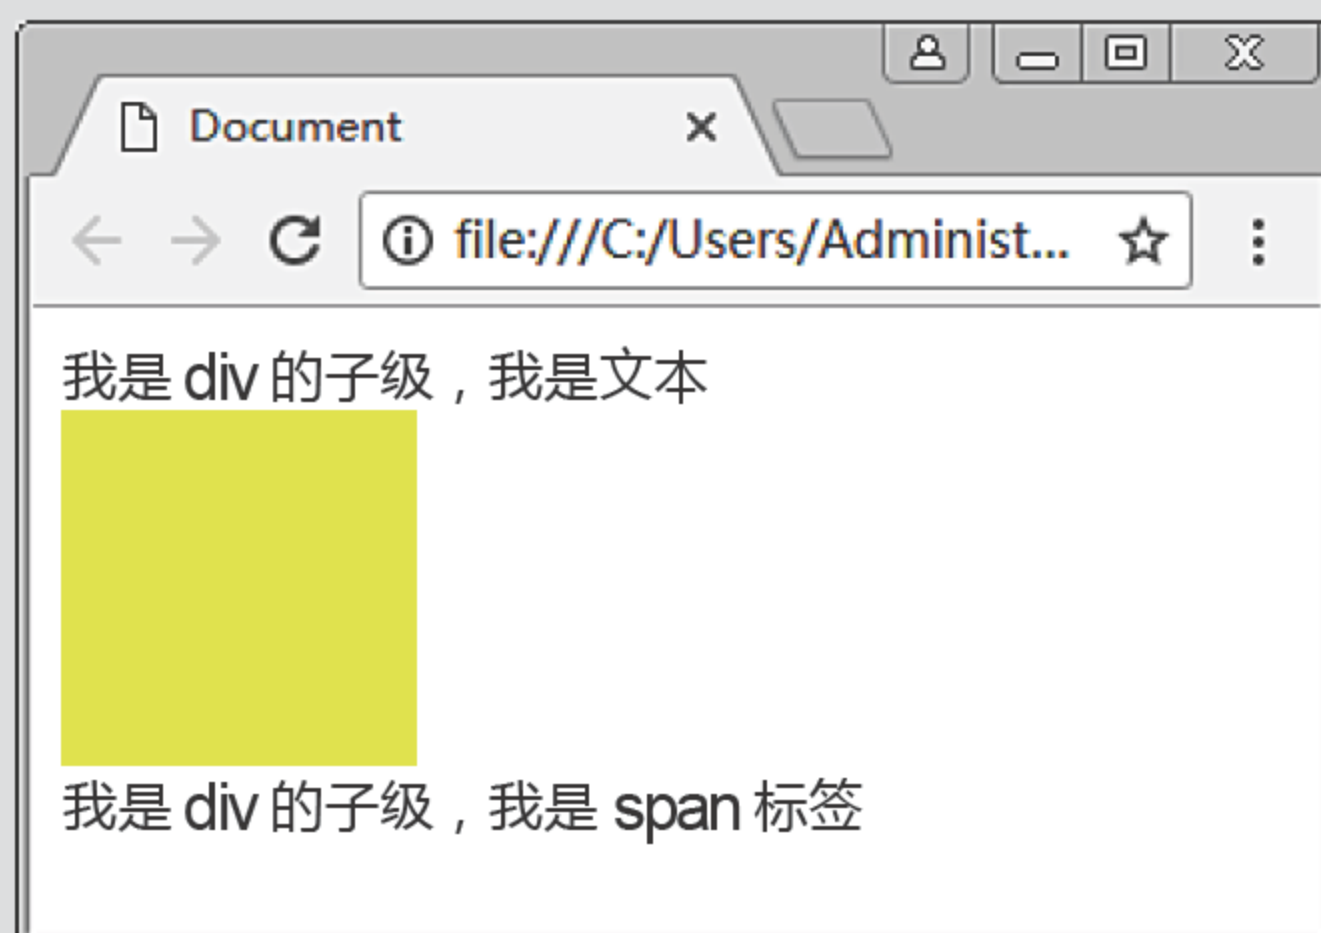 Document
file:///C:/Users/Administ...
我是 div 的子级，我是文本
我是 div 的子级，我是 span 标签